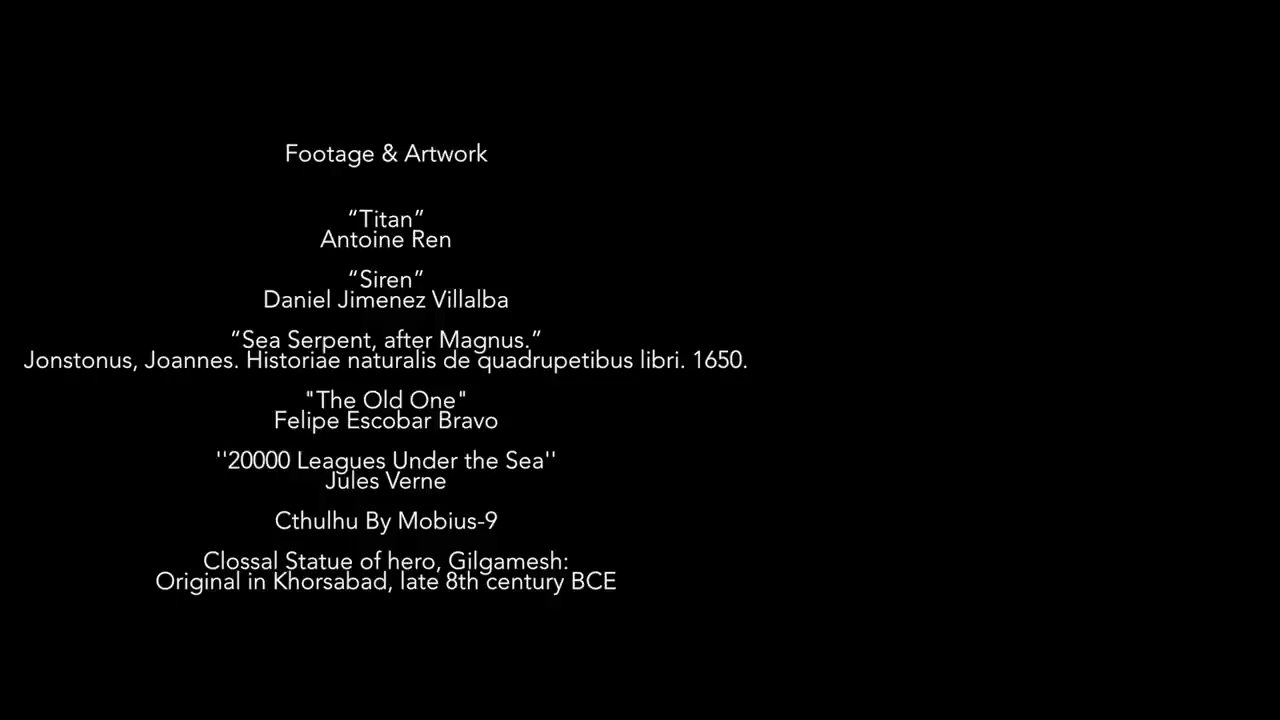 Footage & Artwork
“Titan”
Antoine Ren
“Siren”
Daniel Jimenez Villalba
“Sea Serpent, after Magnus.”
Jonstonus, Joannes. Historiae naturalis de quadrupetibus libri. 1650.
"The Old One"
Felipe Escobar Bravo
''20000 Leagues Under the Sea''
Jules Verne
Cthulhu By Mobius-9
Clossal Statue of hero, Gilgamesh:
Original in Khorsabad, late 8th century BCE